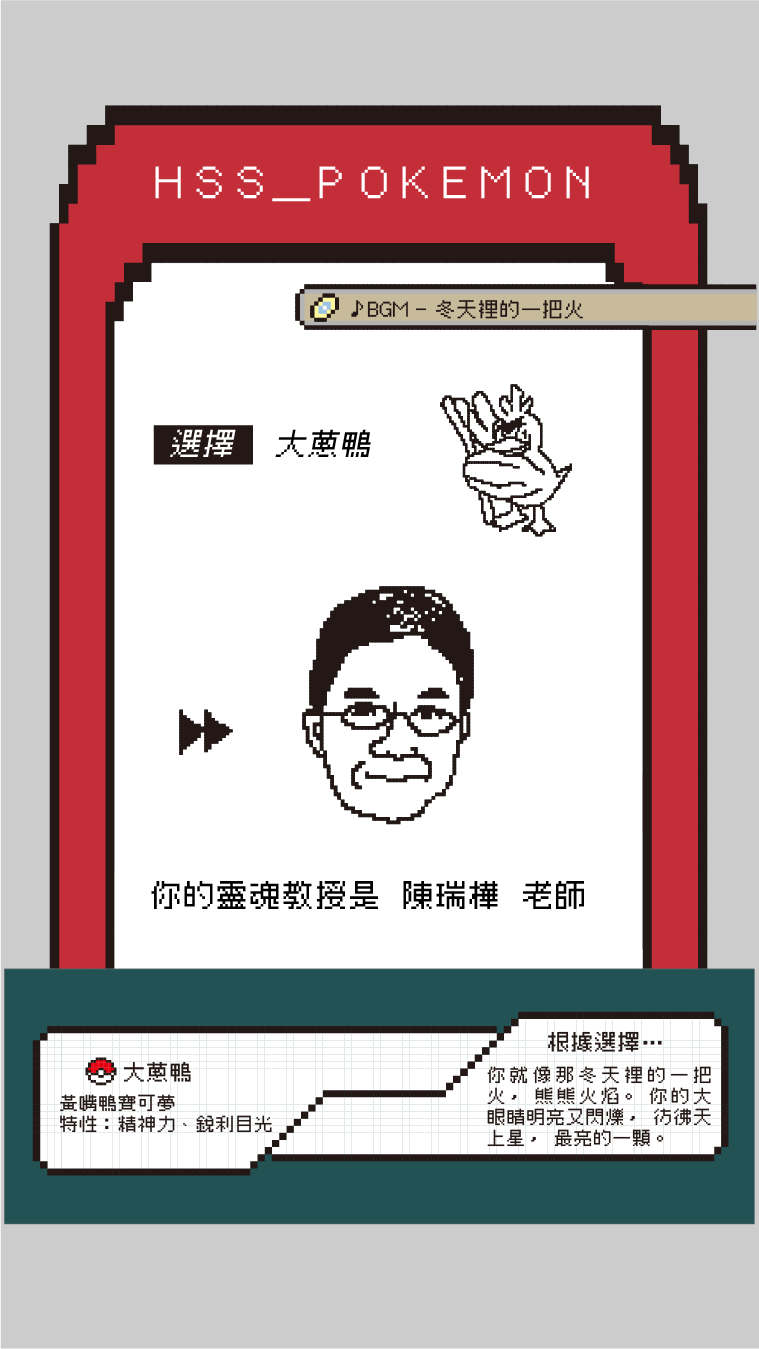 HSS_POKEMON
♪BGM - 冬天裡的一把火
選擇 大蔥鴨
你的靈魂教授是 陳瑞樺 老師
大蔥鴨
黃嘴鴨寶可夢
特性：精神力、銳利目光
根據選擇…
你就像那冬天裡的一把
火，熊熊火焰。你的大
眼睛明亮又閃爍，彷彿天
上星，最亮的一顆。